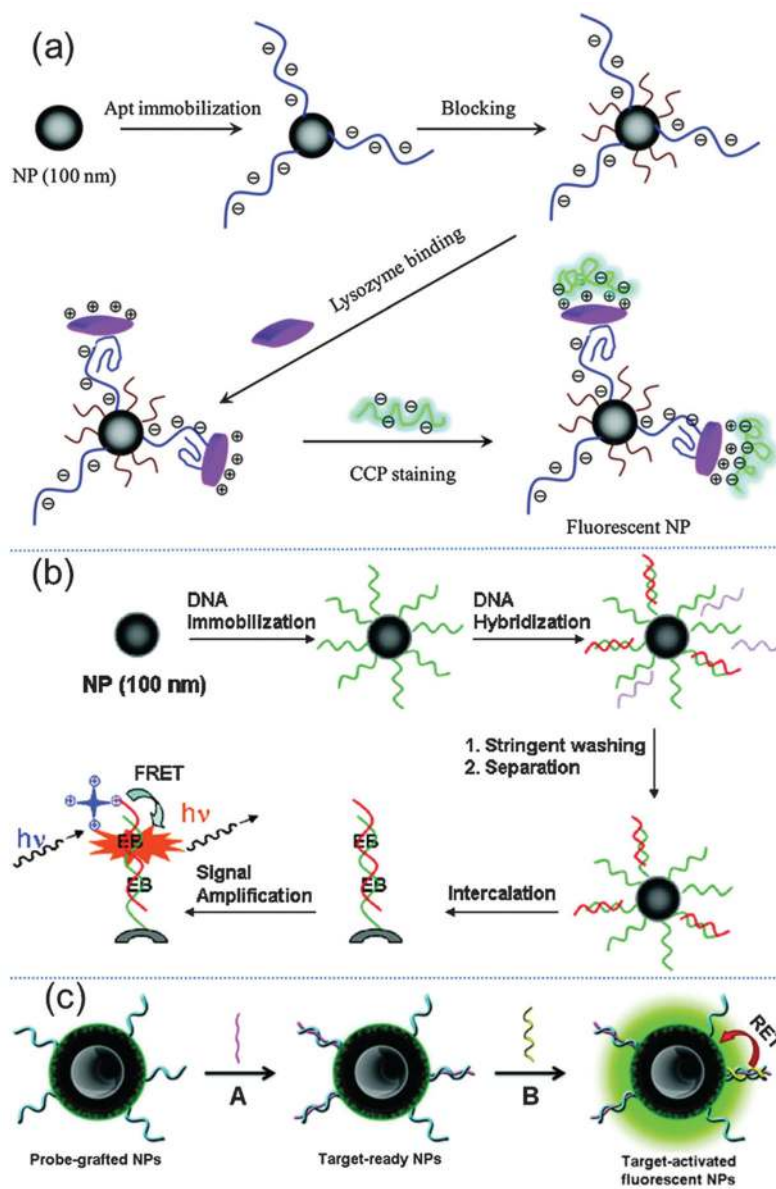 (a)
Apt immobilization
Blocking
NP (100 nm)
Lysozyme binding
CCP staining
Fluorescent NP
(b)
DNA
Immobilization
DNA
Hybridization
NP (100 nm)
1. Stringent washing
2. Separation
FRET
hν
hν
EB
EB
Signal
Amplification
EB
EB
Intercalation
(c)
A
B
RET
Probe-grafted NPs
Target-ready NPs
Target-activated
fluorescent NPs